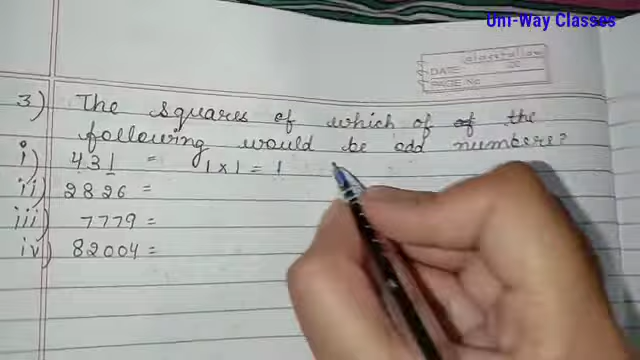 Uni-Way Classes
DATE
PAGE No
3) The squares of which of of the
following would be odd numbers?
i) 431 = 1 x 1 = 1
ii) 2826 =
iii) 7779 =
iv) 82004 =